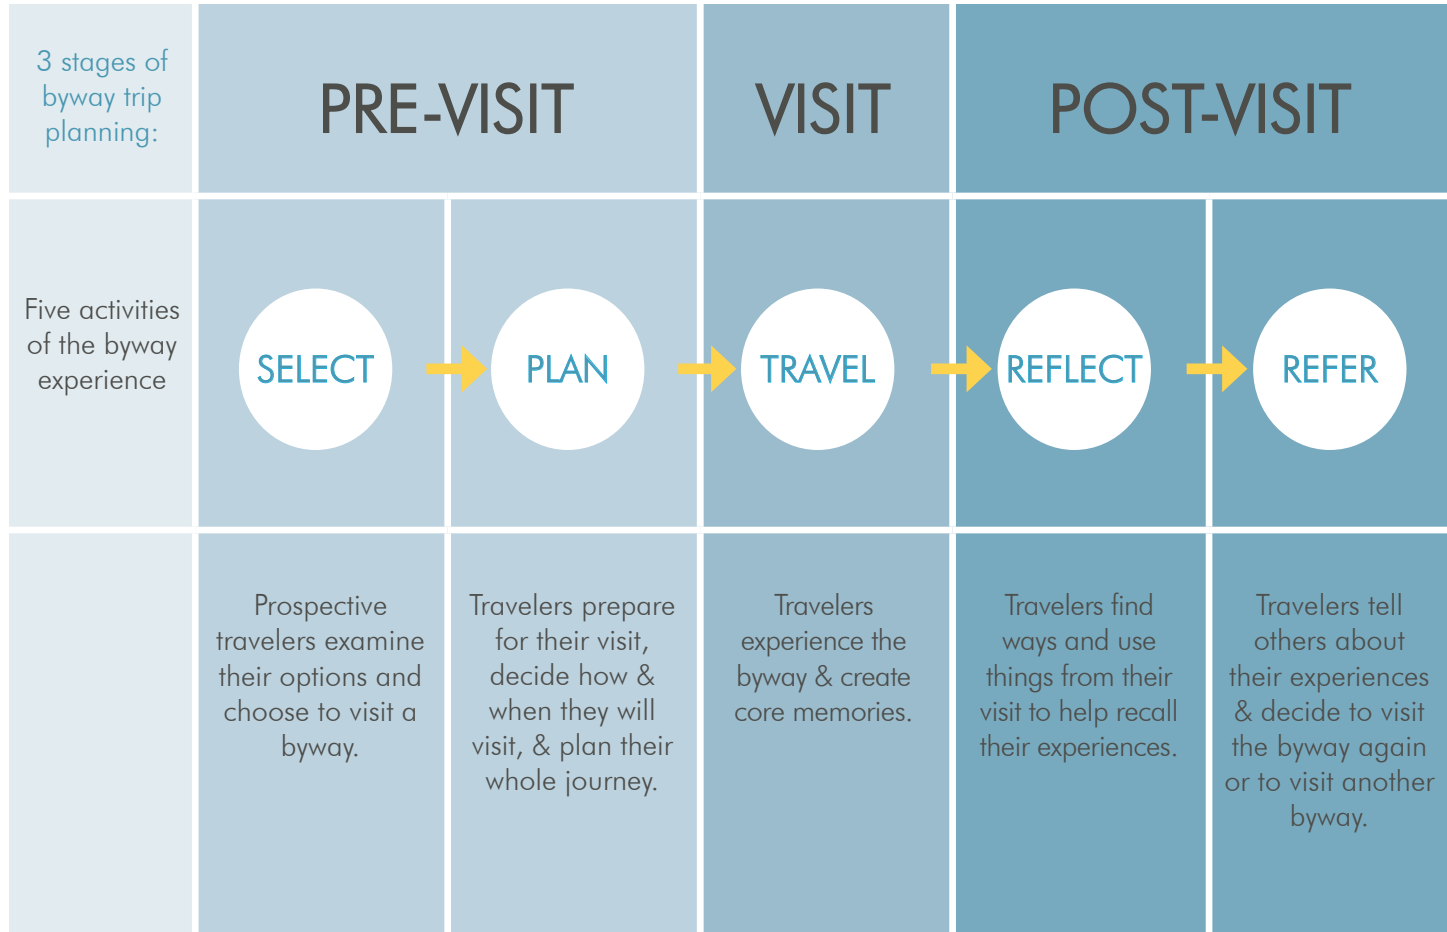 3 stages of
byway trip
planning:
PRE-VISIT
VISIT
POST-VISIT
Five activities
of the byway
experience
SELECT
PLAN
TRAVEL
REFLECT
REFER
Prospective
travelers examine
their options and
choose to visit a
byway.
Travelers prepare
for their visit,
decide how &
when they will
visit, & plan their
whole journey.
Travelers
experience the
byway & create
core memories.
Travelers find
ways and use
things from their
visit to help recall
their experiences.
Travelers tell
others about
their experiences
& decide to visit
the byway again
or to visit another
byway.